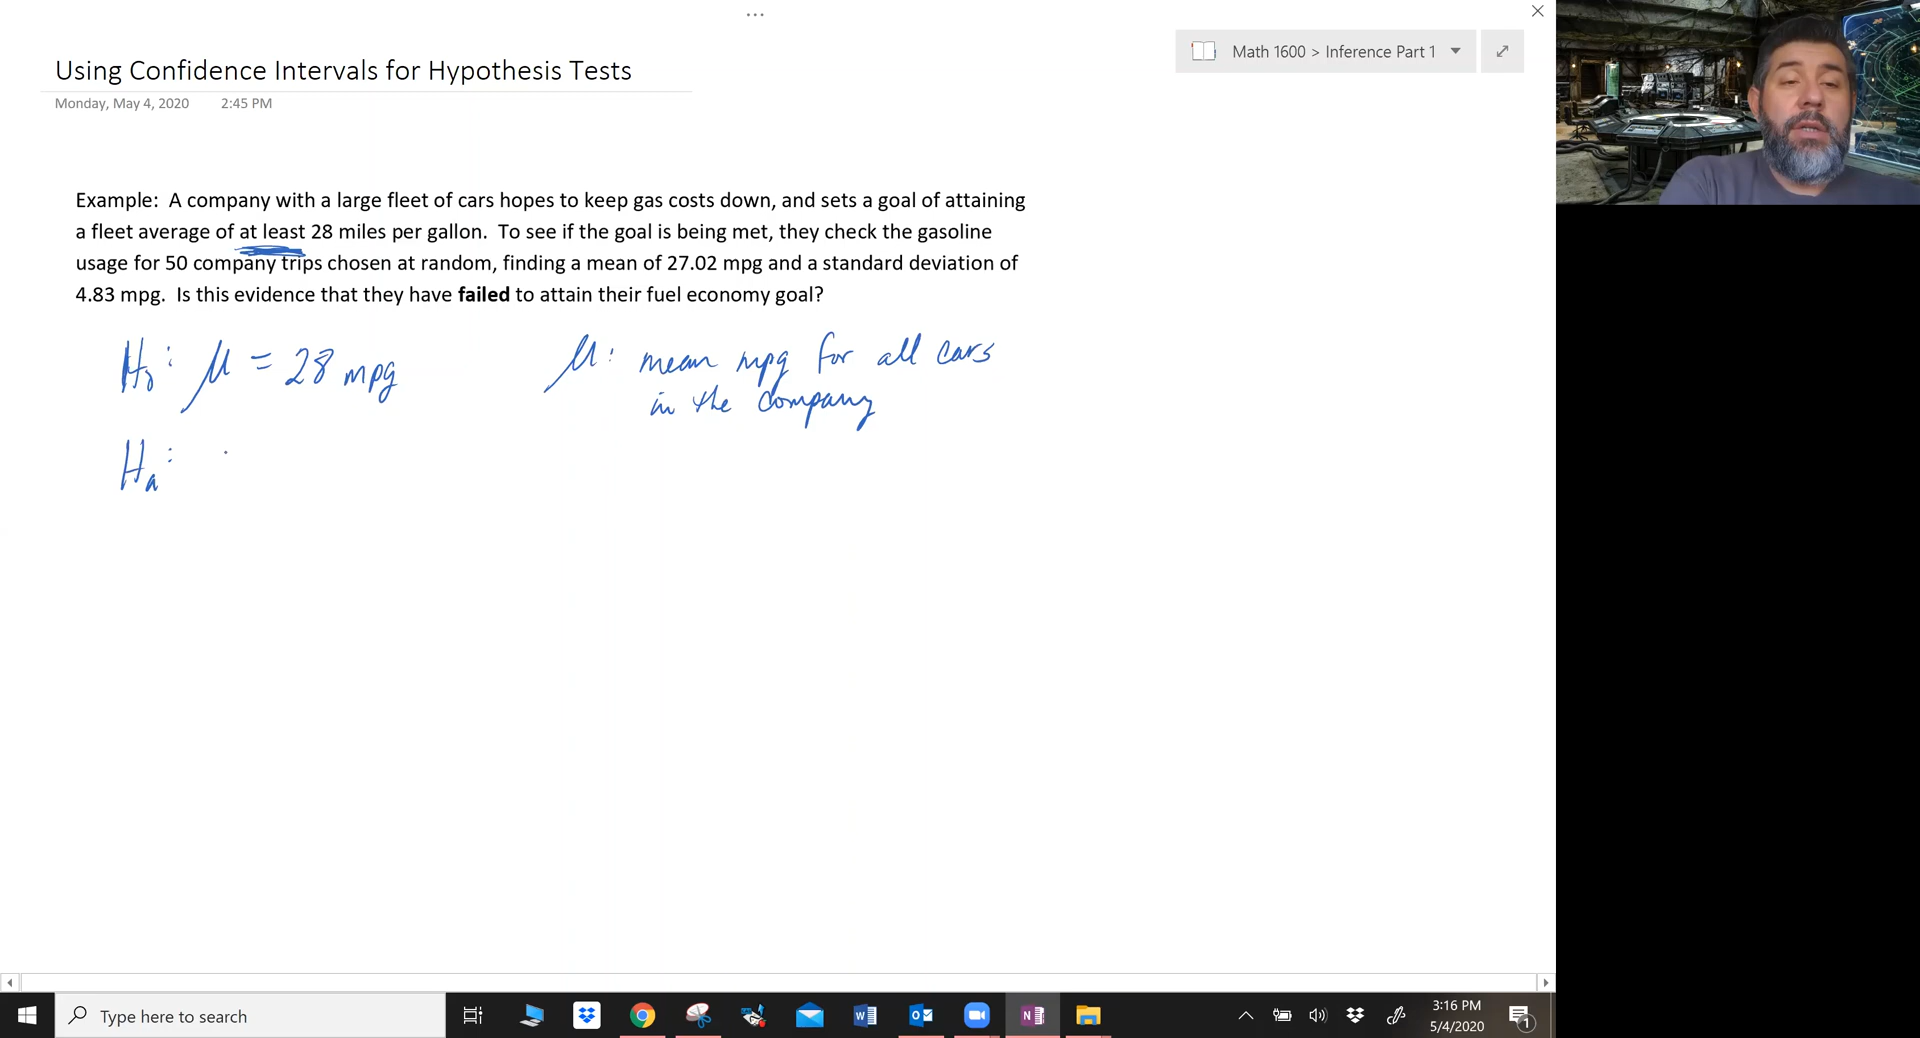 Math 1600 > Inference Part 1
Using Confidence Intervals for Hypothesis Tests
Monday, May 4, 2020 2:45 PM
Example: A company with a large fleet of cars hopes to keep gas costs down, and sets a goal of attaining
a fleet average of at least 28 miles per gallon. To see if the goal is being met, they check the gasoline
usage for 50 company trips chosen at random, finding a mean of 27.02 mpg and a standard deviation of
4.83 mpg. Is this evidence that they have failed to attain their fuel economy goal?
H₀: μ = 28 mpg
μ: mean mpg for all cars
in the company
Hₐ:
Type here to search
3:16 PM
5/4/2020
1